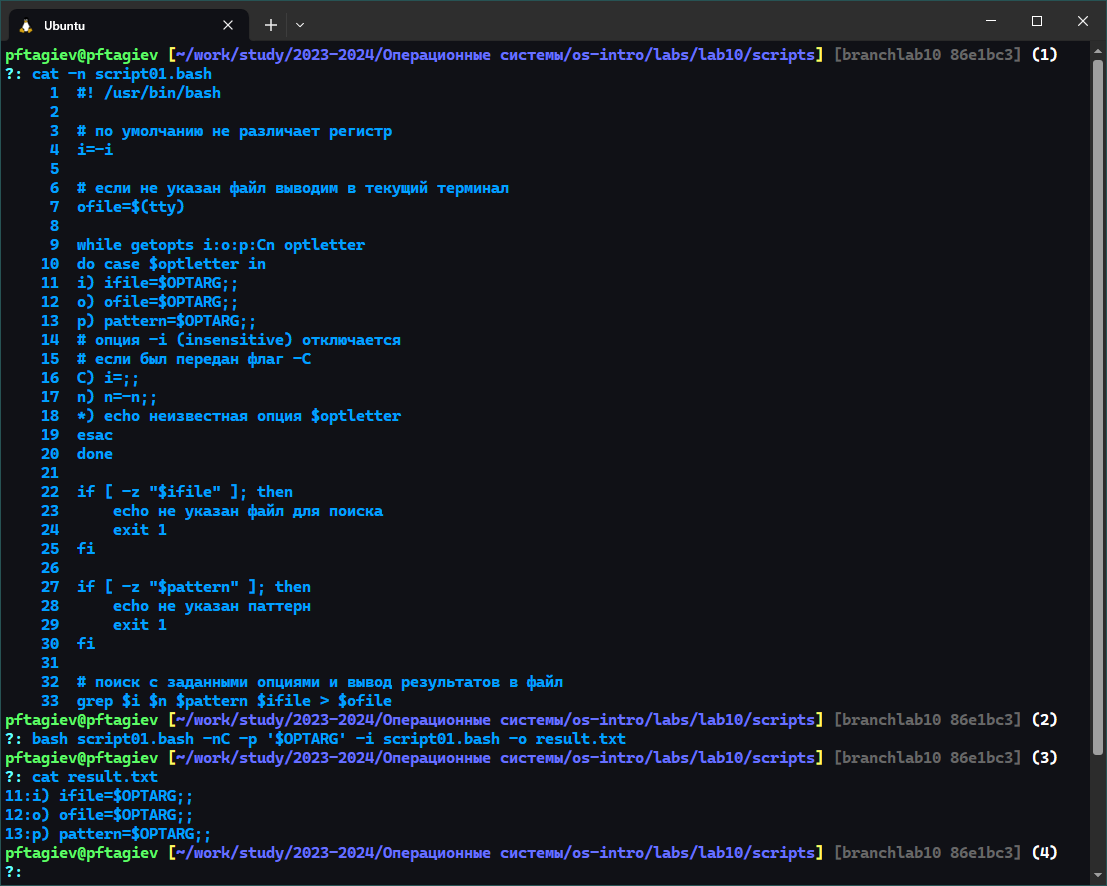 Ubuntu
pftagiev@pftagiev [~/work/study/2023-2024/Операционные системы/os-intro/labs/lab10/scripts] [branchlab10 86e1bc3] (1)
?: cat -n script01.bash
     1  #! /usr/bin/bash
     2
     3  # по умолчанию не различает регистр
     4  i=-i
     5
     6  # если не указан файл выводим в текущий терминал
     7  ofile=$(tty)
     8
     9  while getopts i:o:p:Cn optletter
    10  do case $optletter in
    11  i) ifile=$OPTARG;;
    12  o) ofile=$OPTARG;;
    13  p) pattern=$OPTARG;;
    14  # опция -i (insensitive) отключается
    15  # если был передан флаг -C
    16  C) i=;;
    17  n) n=-n;;
    18  *) echo неизвестная опция $optletter
    19  esac
    20  done
    21
    22  if [ -z "$ifile" ]; then
    23      echo не указан файл для поиска
    24      exit 1
    25  fi
    26
    27  if [ -z "$pattern" ]; then
    28      echo не указан паттерн
    29      exit 1
    30  fi
    31
    32  # поиск с заданными опциями и вывод результатов в файл
    33  grep $i $n $pattern $ifile > $ofile
pftagiev@pftagiev [~/work/study/2023-2024/Операционные системы/os-intro/labs/lab10/scripts] [branchlab10 86e1bc3] (2)
?: bash script01.bash -nC -p '$OPTARG' -i script01.bash -o result.txt
pftagiev@pftagiev [~/work/study/2023-2024/Операционные системы/os-intro/labs/lab10/scripts] [branchlab10 86e1bc3] (3)
?: cat result.txt
11:i) ifile=$OPTARG;;
12:o) ofile=$OPTARG;;
13:p) pattern=$OPTARG;;
pftagiev@pftagiev [~/work/study/2023-2024/Операционные системы/os-intro/labs/lab10/scripts] [branchlab10 86e1bc3] (4)
?: